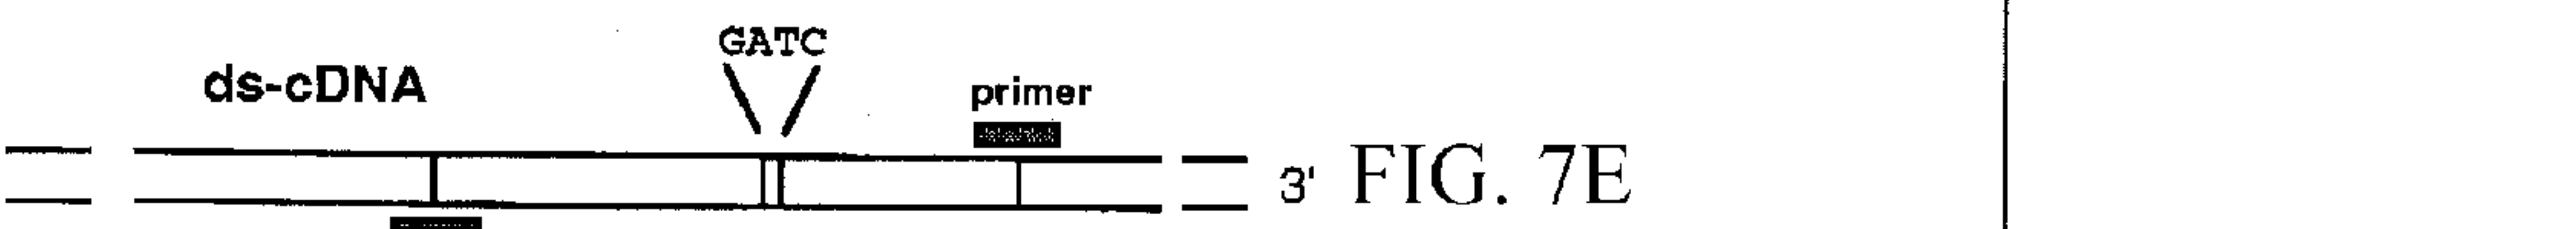 GATC
ds-cDNA
primer
3' FIG. 7E